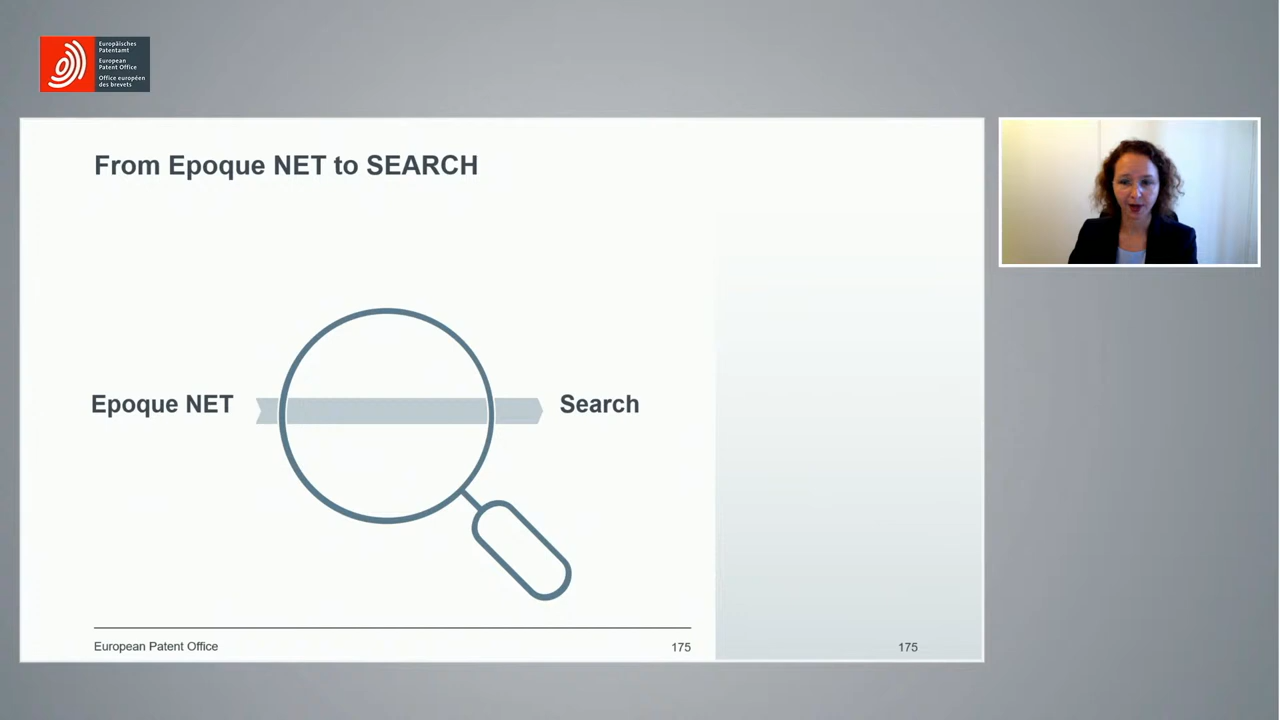 Europäisches
Patentamt
European
Patent Office
Office européen
des brevets
From Epoque NET to SEARCH
Epoque NET
Search
European Patent Office
175
175